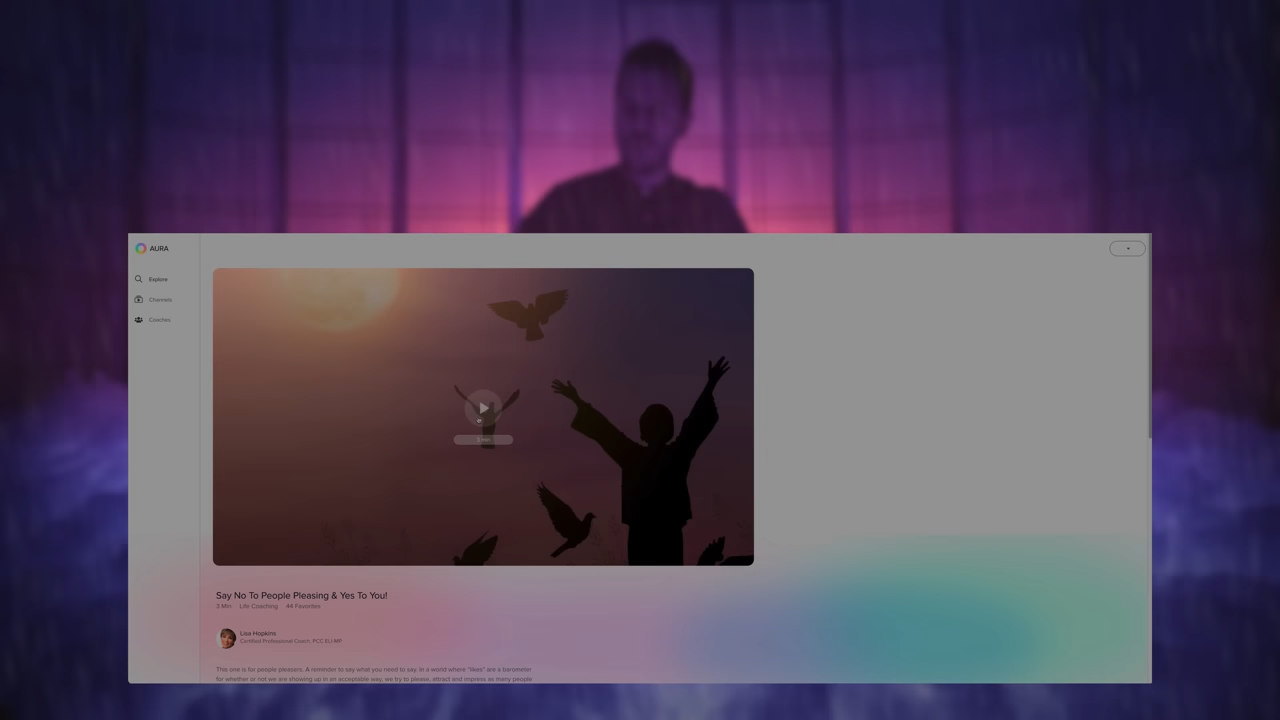 AURA
Explore
Channels
Coaches
3 min
Say No To People Pleasing & Yes To You!
3 Min Life Coaching 44 Favorites
Lisa Hopkins
Certified Professional Coach, PCC ELI-MP
This one is for people pleasers. A reminder to say what you need to say. In a world where "likes" are a barometer
for whether or not we are showing up in an acceptable way, we try to please, attract and impress as many people